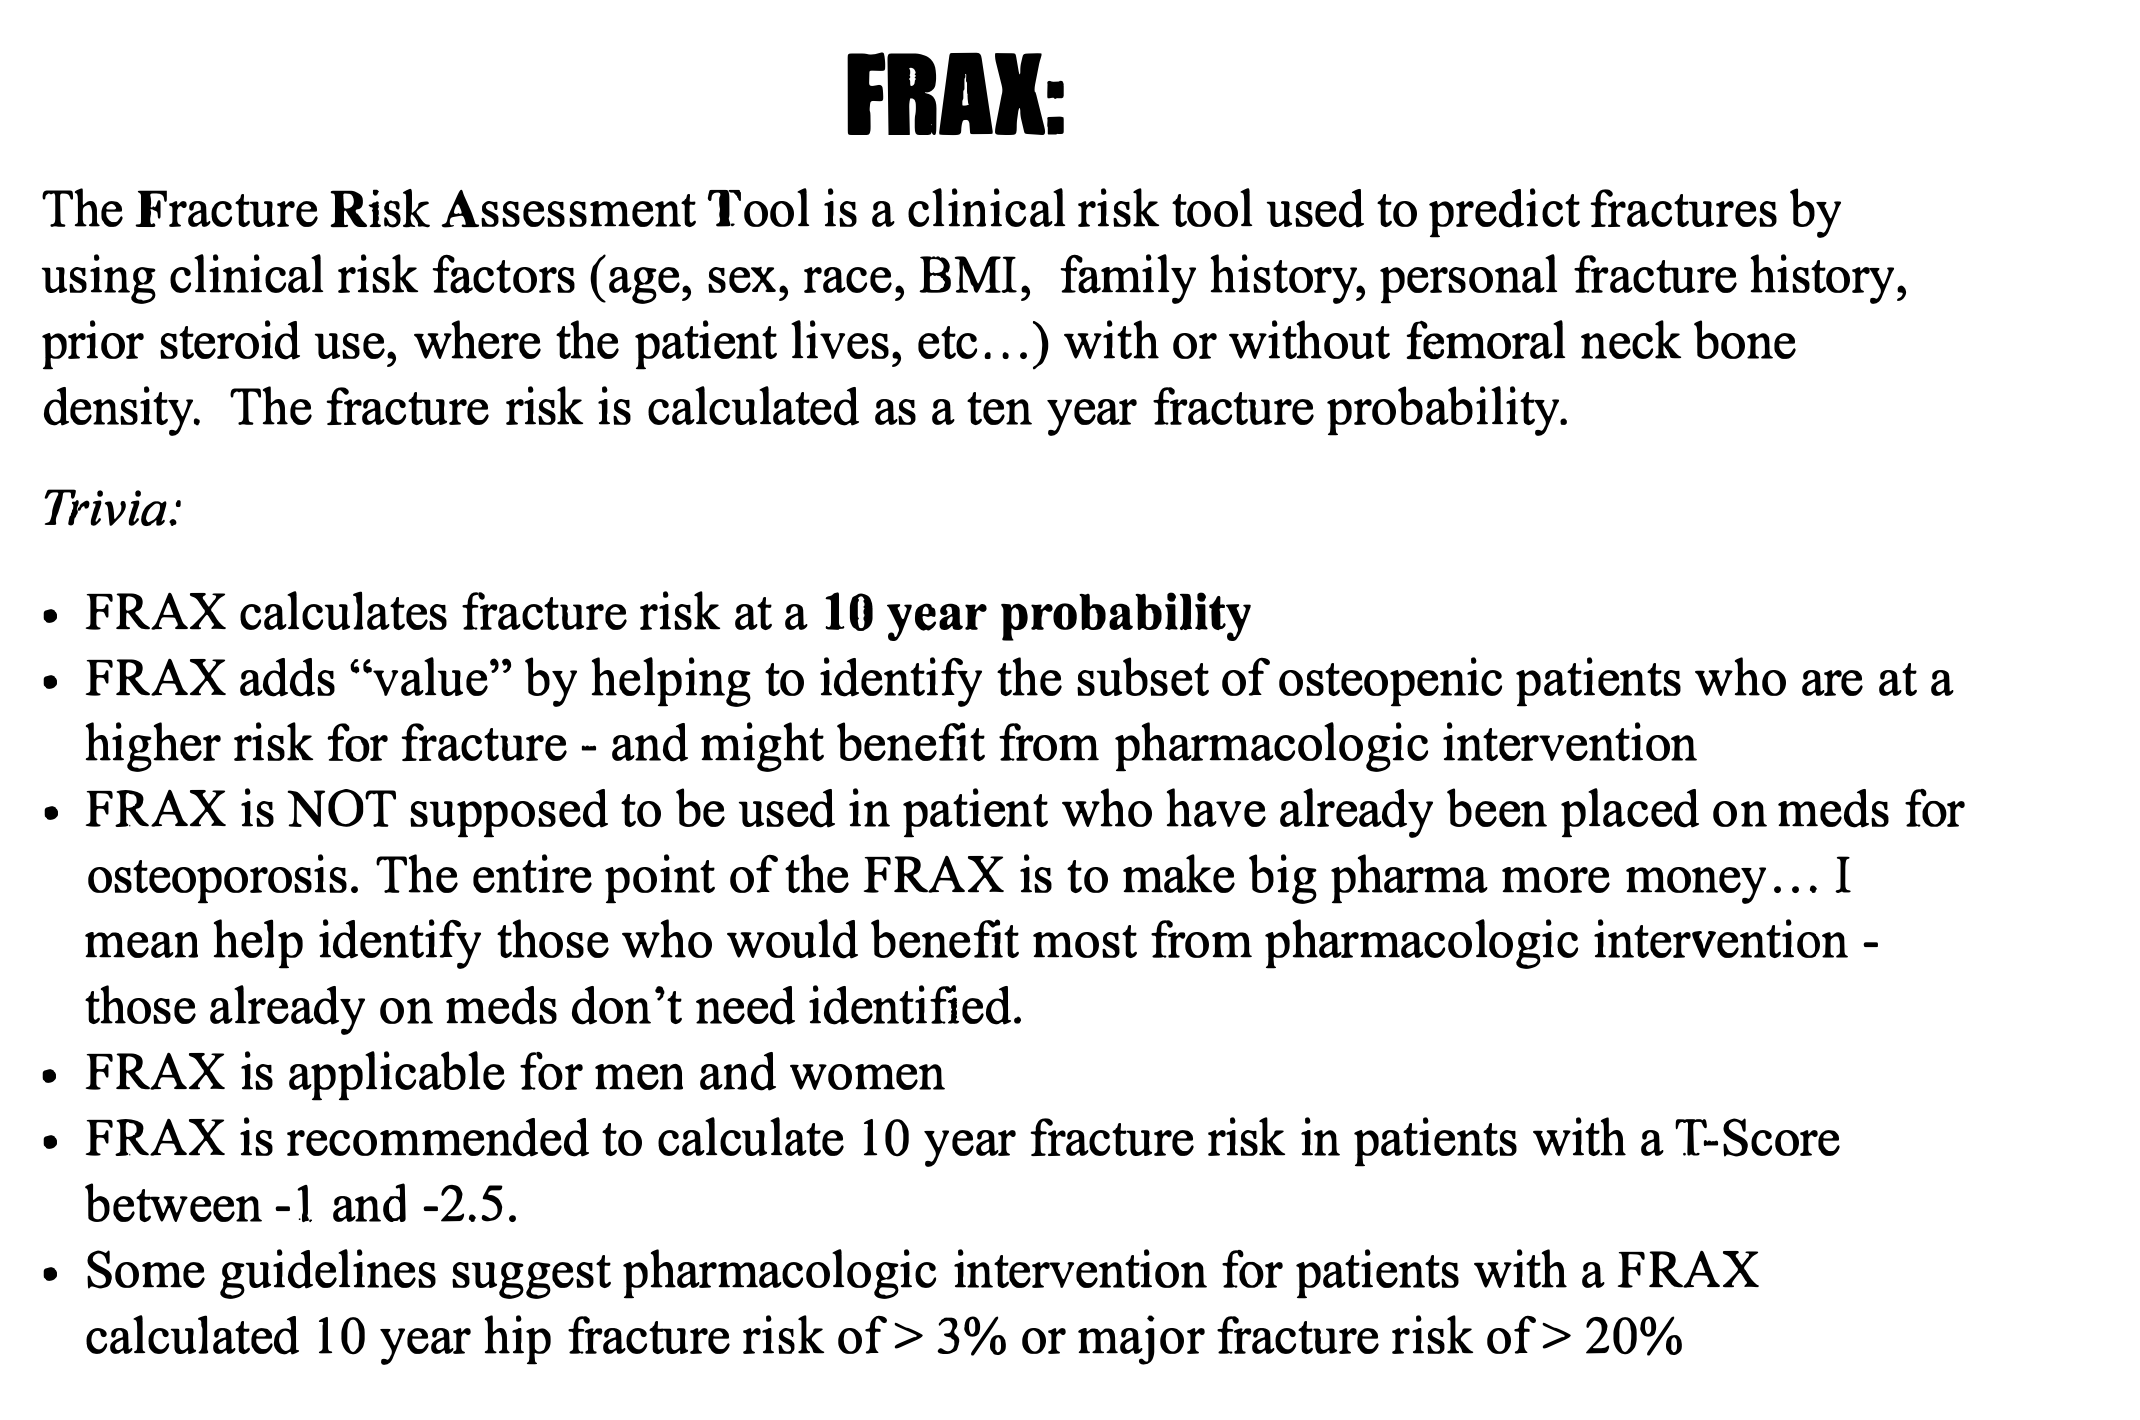 FRAX:
The Fracture Risk Assessment Tool is a clinical risk tool used to predict fractures by
using clinical risk factors (age, sex, race, BMI,  family history, personal fracture history,
prior steroid use, where the patient lives, etc…) with or without femoral neck bone
density.  The fracture risk is calculated as a ten year fracture probability.
Trivia:
• FRAX calculates fracture risk at a 10 year probability
• FRAX adds “value” by helping to identify the subset of osteopenic patients who are at a
higher risk for fracture - and might benefit from pharmacologic intervention
• FRAX is NOT supposed to be used in patient who have already been placed on meds for
osteoporosis. The entire point of the FRAX is to make big pharma more money… I
mean help identify those who would benefit most from pharmacologic intervention -
those already on meds don’t need identified.
• FRAX is applicable for men and women
• FRAX is recommended to calculate 10 year fracture risk in patients with a T-Score
between -1 and -2.5.
• Some guidelines suggest pharmacologic intervention for patients with a FRAX
calculated 10 year hip fracture risk of > 3% or major fracture risk of > 20%